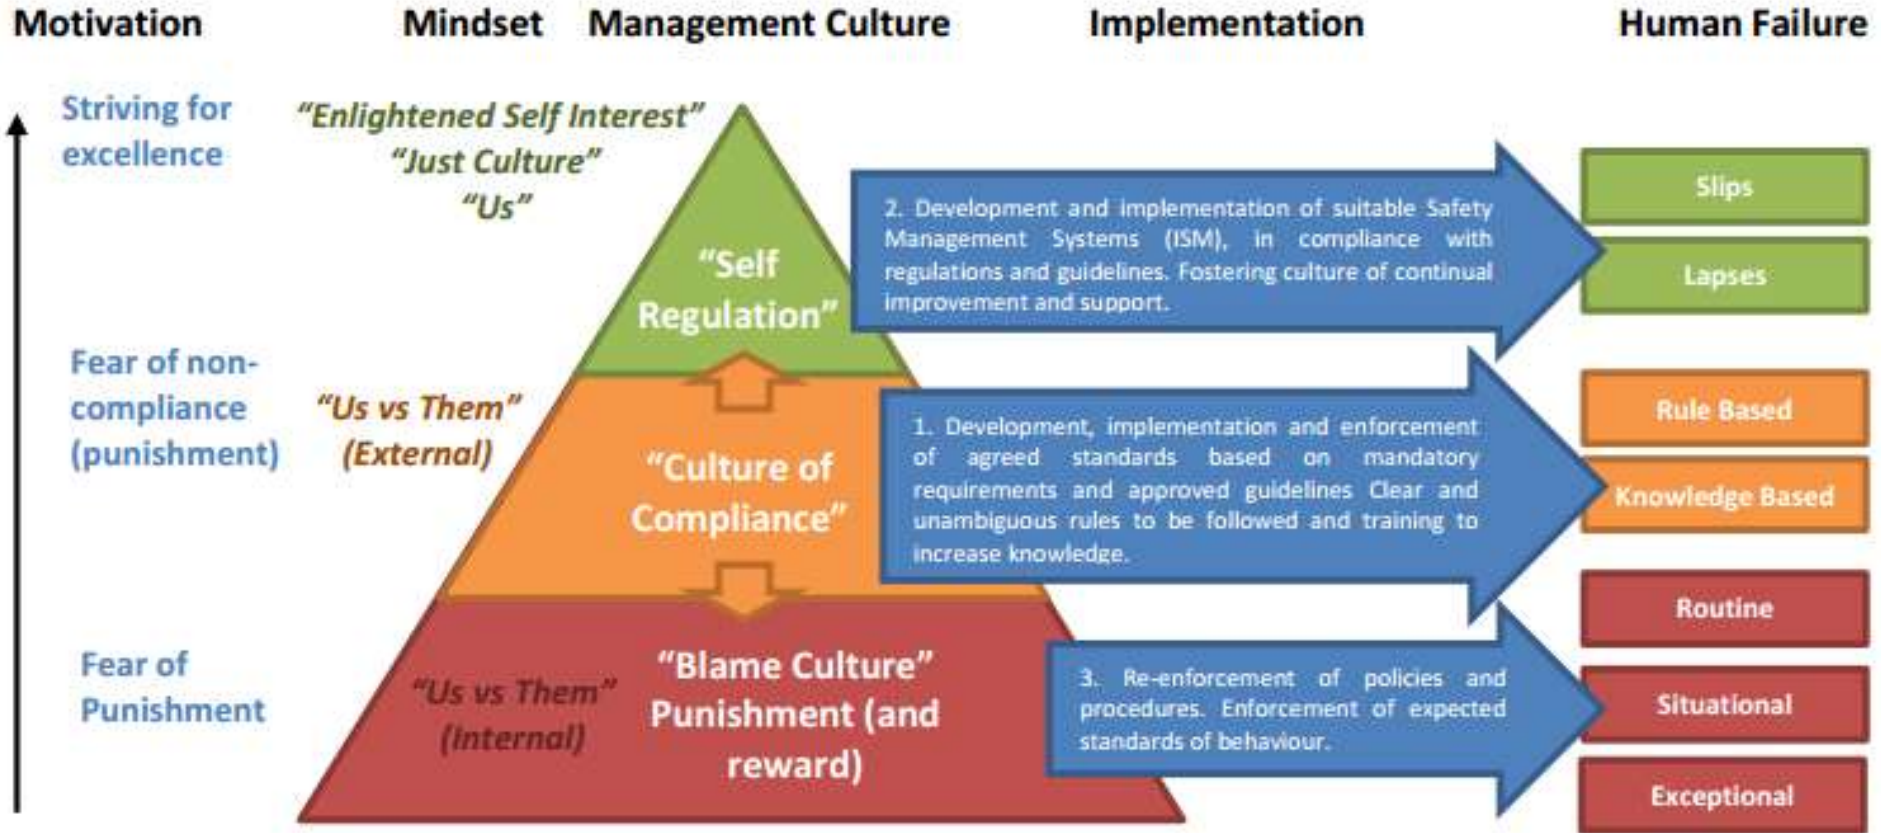 Motivation
Mindset
Management Culture
Implementation
Human Failure
Striving for
excellence
“Enlightened Self Interest”
“Just Culture”
“Us”
“Self
Regulation”
2. Development and implementation of suitable Safety
Management Systems (ISM), in compliance with
regulations and guidelines. Fostering culture of continual
improvement and support.
Slips
Lapses
Fear of non-
compliance
(punishment)
“Us vs Them”
(External)
“Culture of
Compliance”
1. Development, implementation and enforcement
of agreed standards based on mandatory
requirements and approved guidelines Clear and
unambiguous rules to be followed and training to
increase knowledge.
Rule Based
Knowledge Based
Fear of
Punishment
“Us vs Them”
(Internal)
“Blame Culture”
Punishment (and
reward)
3. Re-enforcement of policies and
procedures. Enforcement of expected
standards of behaviour.
Routine
Situational
Exceptional